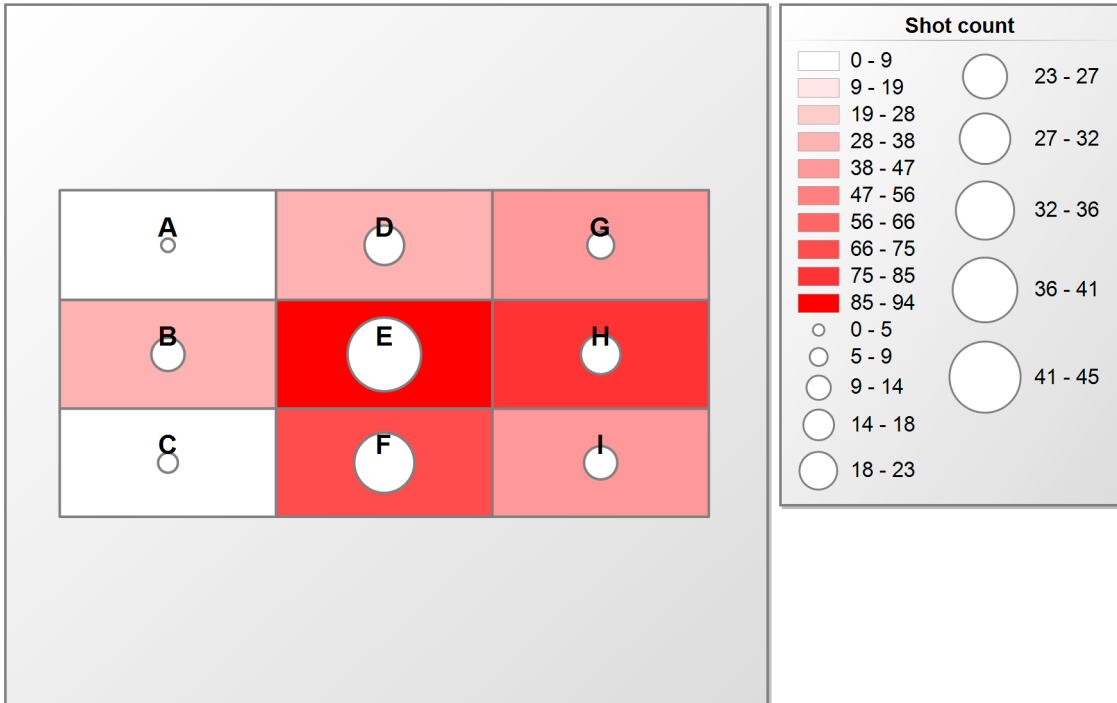 Shot count
A
D
G
B
E
H
C
F
I
0 - 9
9 - 19
19 - 28
28 - 38
38 - 47
47 - 56
56 - 66
66 - 75
75 - 85
85 - 94
0 - 5
5 - 9
9 - 14
14 - 18
18 - 23
23 - 27
27 - 32
32 - 36
36 - 41
41 - 45